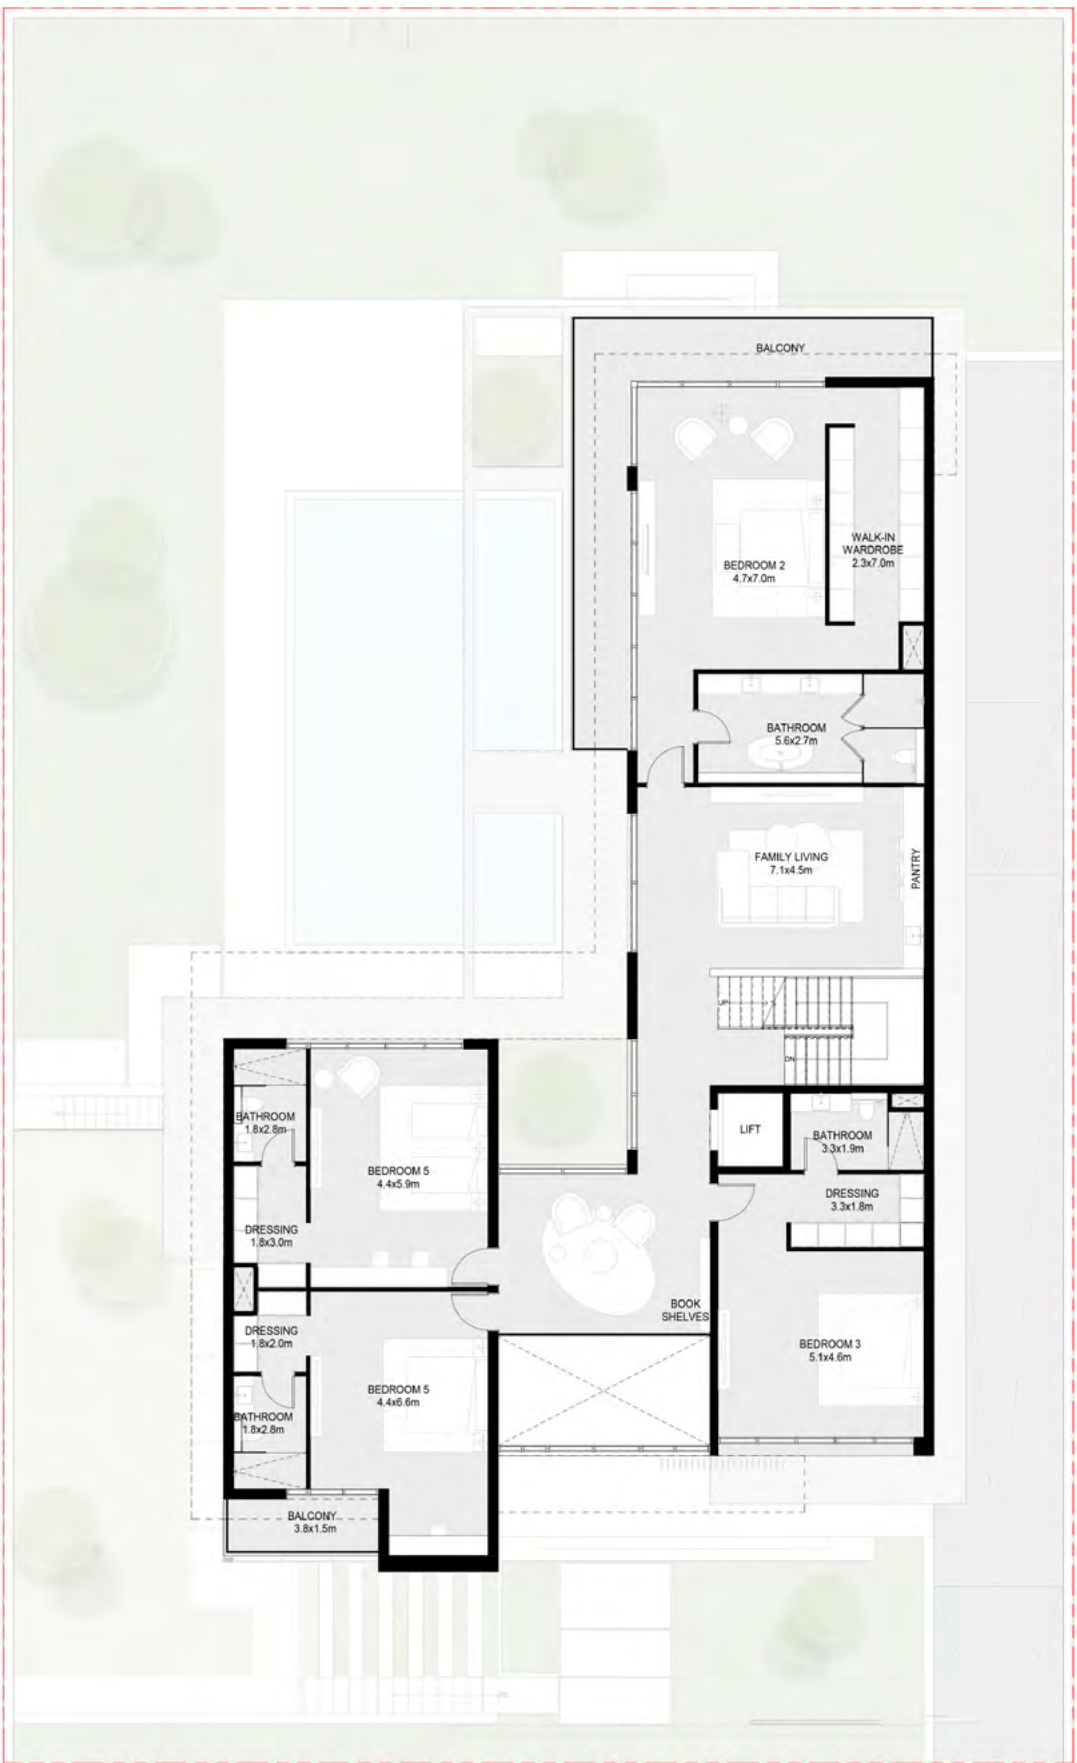 BALCONY
BEDROOM 2
4.7x7.0m
WALK-IN
WARDROBE
2.3x7.0m
BATHROOM
5.6x2.7m
FAMILY LIVING
7.1x4.5m
PANTRY
UP
DN
LIFT
BATHROOM
3.3x1.9m
DRESSING
3.3x1.8m
BATHROOM
1.8x2.8m
BEDROOM 5
4.4x5.9m
DRESSING
1.8x3.0m
BOOK
SHELVES
DRESSING
1.8x2.0m
BEDROOM 3
5.1x4.6m
BEDROOM 5
4.4x6.6m
BATHROOM
1.8x2.8m
BALCONY
3.8x1.5m